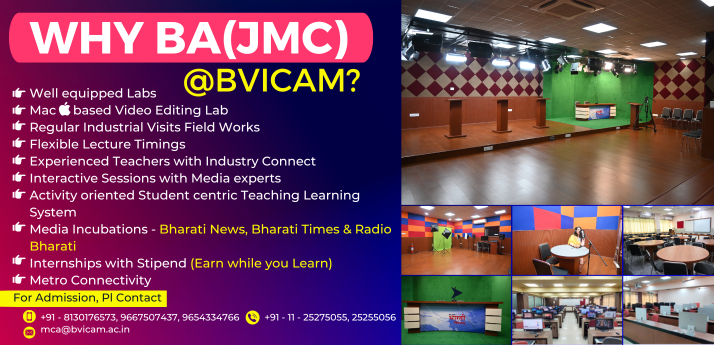 WHY BA(JMC)
@BVICAM?
Well equipped Labs
Mac based Video Editing Lab
Regular Industrial Visits Field Works
Flexible Lecture Timings
Experienced Teachers with Industry Connect
Interactive Sessions with Media experts
Activity oriented Student centric Teaching Learning
System
Media Incubations - Bharati News, Bharati Times & Radio
Bharati
Internships with Stipend (Earn while you Learn)
Metro Connectivity
For Admission, Pl Contact
+91 - 8130176573, 9667507437, 9654334766
+91 - 11 - 25275055, 25255056
mca@bvicam.ac.in